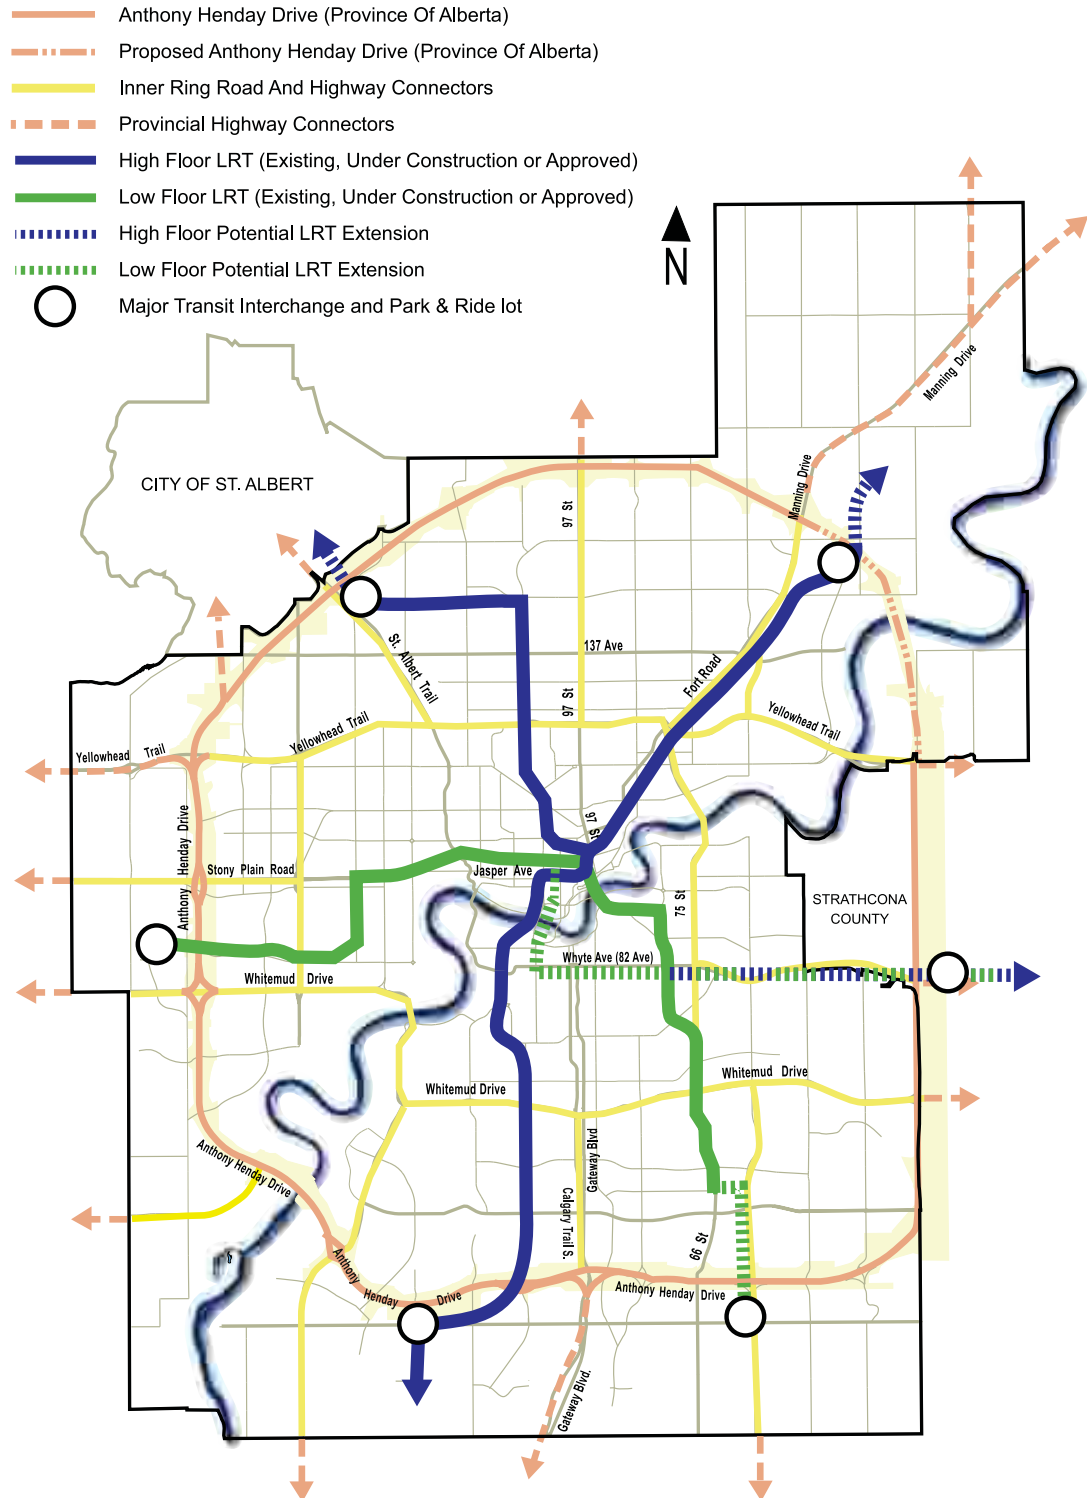 Anthony Henday Drive (Province Of Alberta)
Proposed Anthony Henday Drive (Province Of Alberta)
Inner Ring Road And Highway Connectors
Provincial Highway Connectors
High Floor LRT (Existing, Under Construction or Approved)
Low Floor LRT (Existing, Under Construction or Approved)
High Floor Potential LRT Extension
Low Floor Potential LRT Extension
Major Transit Interchange and Park & Ride lot
N
Manning Drive
CITY OF ST. ALBERT
Manning Drive
97 St
137 Ave
St. Albert Trail
Fort Road
97 St
Yellowhead Trail
Yellowhead Trail
Yellowhead Trail
Anthony Henday Drive
97 St
Stony Plain Road
Jasper Ave
75 St
STRATHCONA
COUNTY
Whyte Ave (82 Ave)
Whitemud Drive
Whitemud Drive
Whitemud Drive
Anthony Henday Drive
Gateway Blvd
Calgary Trail S.
66 St
Anthony Henday Drive
Anthony Henday Drive
Gateway Blvd.